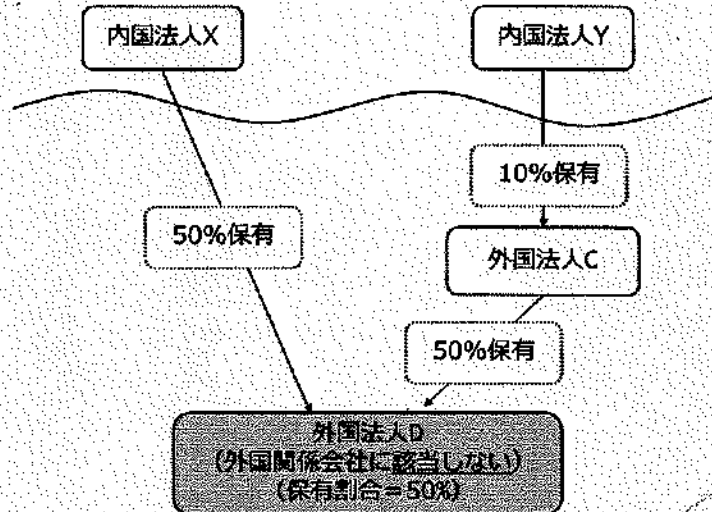 内国法人X
内国法人Y
10%保有
50%保有
外国法人C
50%保有
外国法人D
(外国関係会社に該当しない)
(保有割合=50%)